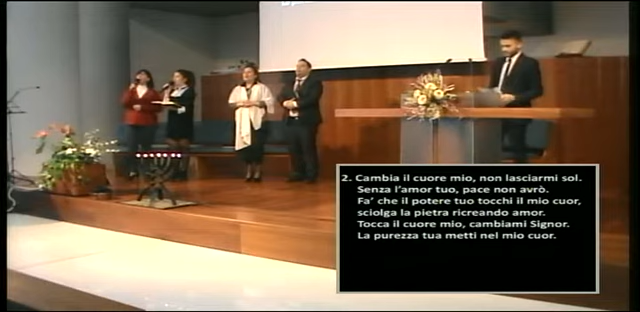 2. Cambia il cuore mio, non lasciarmi sol.
Senza l'amor tuo, pace non avrò.
Fa' che il potere tuo tocchi il mio cuor,
sciolga la pietra ricreando amor.
Tocca il cuore mio, cambiami Signor.
La purezza tua metti nel mio cuor.